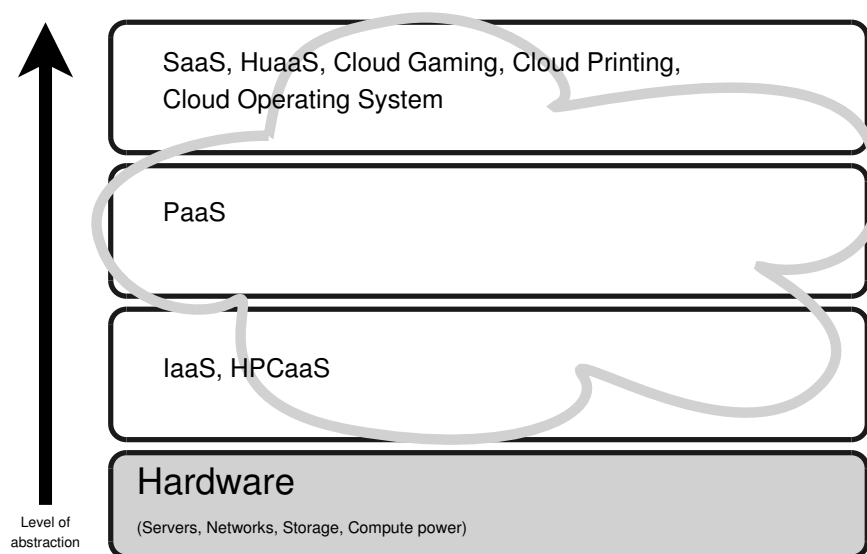 SaaS, HuaaS, Cloud Gaming, Cloud Printing,
Cloud Operating System
PaaS
IaaS, HPCaaS
Hardware
(Servers, Networks, Storage, Compute power)
Level of
abstraction